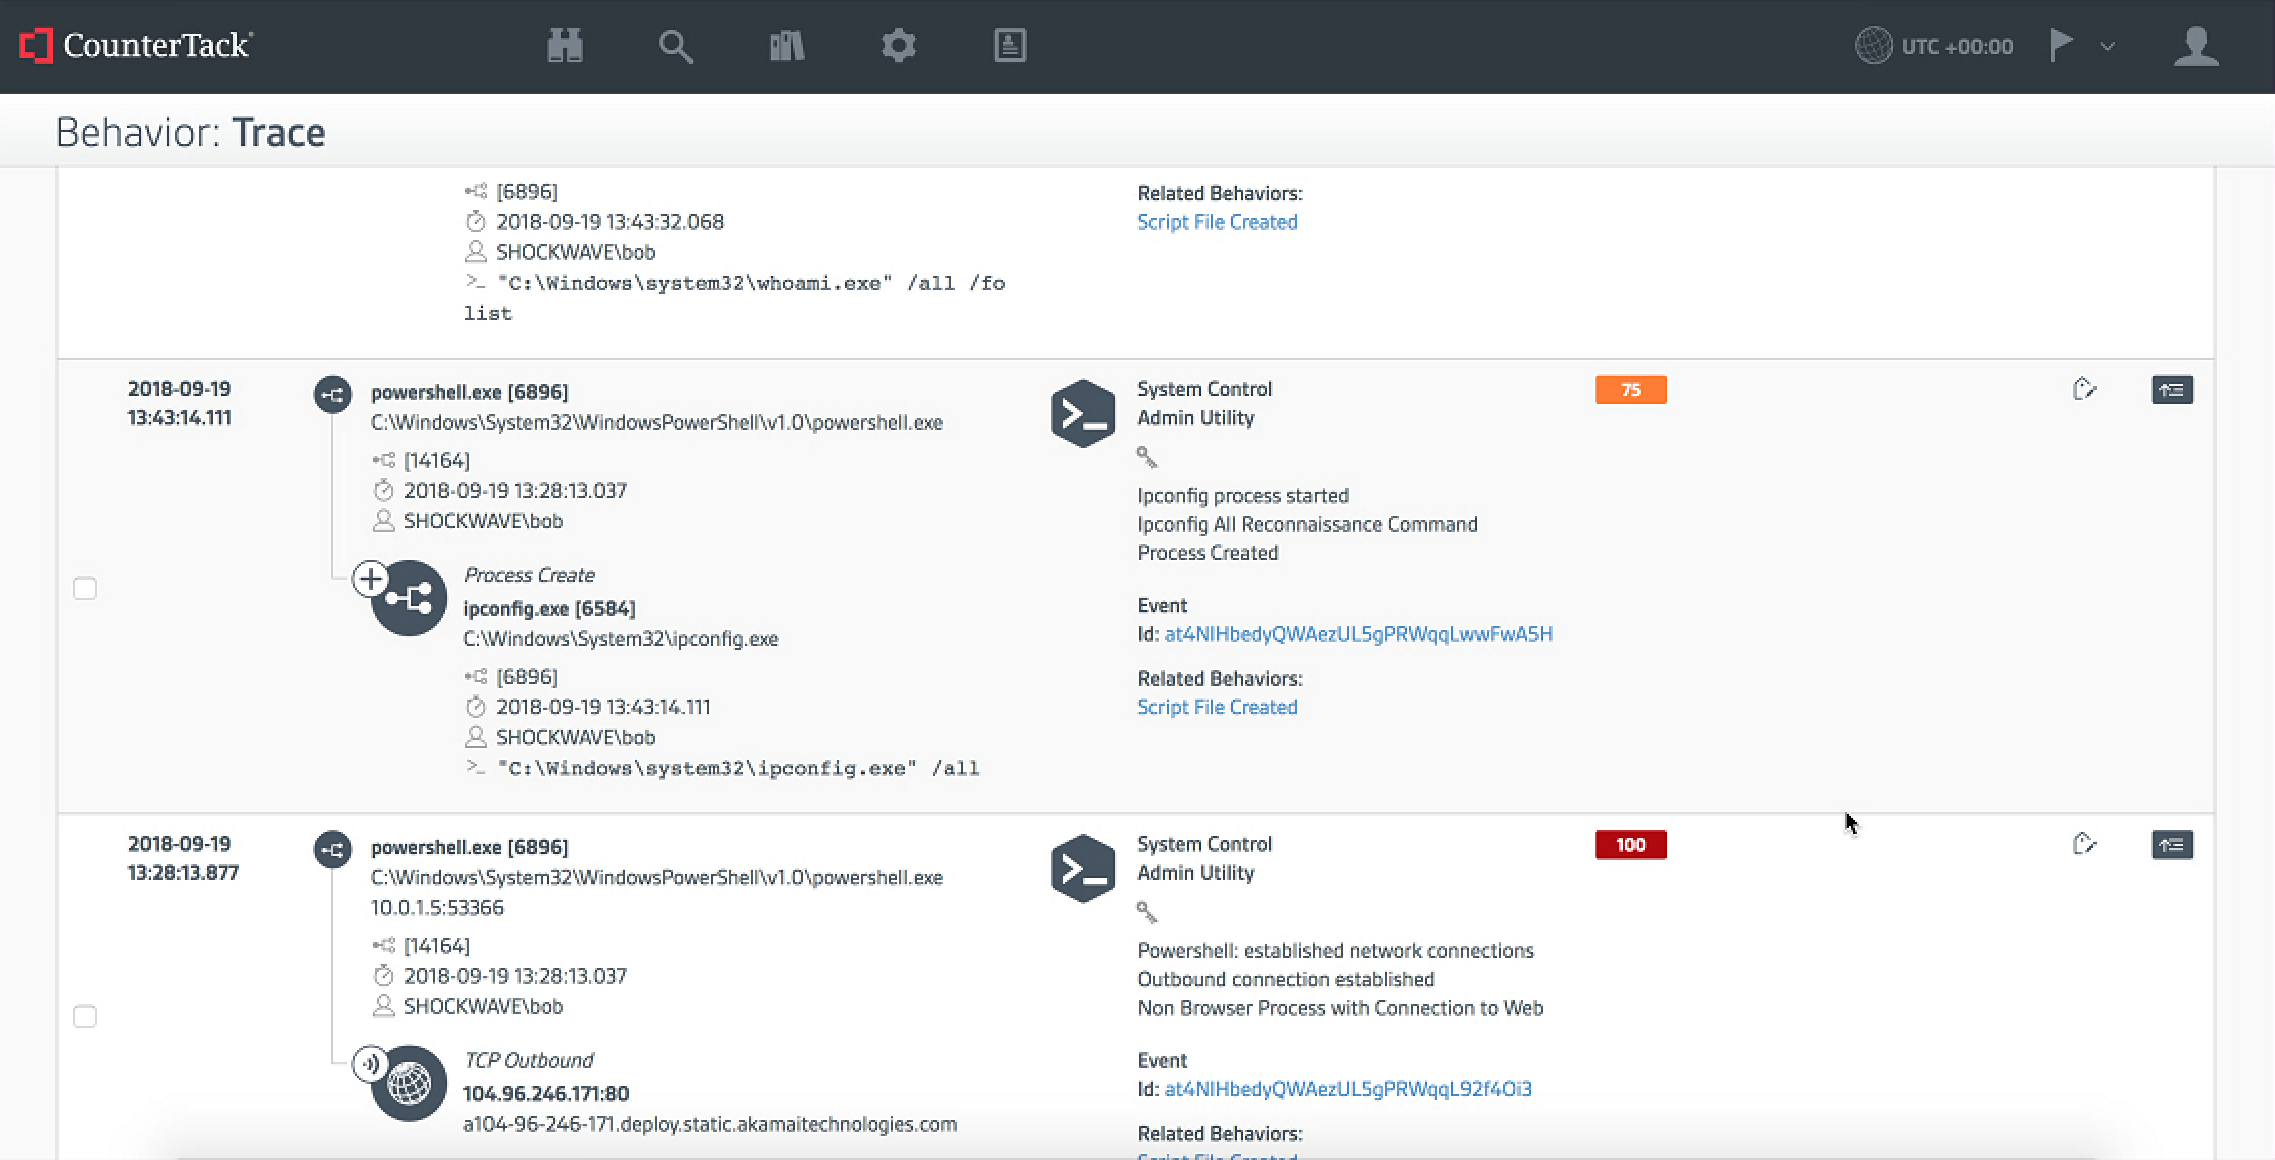 CounterTack
UTC +00:00
Behavior: Trace
[6896]
2018-09-19 13:43:32.068
SHOCKWAVE\bob
>_ "C:\Windows\system32\whoami.exe" /all /fo
list
Related Behaviors:
Script File Created
2018-09-19
13:43:14.111
powershell.exe [6896]
C:\Windows\System32\WindowsPowerShell\v1.0\powershell.exe
[14164]
2018-09-19 13:28:13.037
SHOCKWAVE\bob
Process Create
ipconfig.exe [6584]
C:\Windows\System32\ipconfig.exe
[6896]
2018-09-19 13:43:14.111
SHOCKWAVE\bob
>_ "C:\Windows\system32\ipconfig.exe" /all
System Control
Admin Utility
75
Ipconfig process started
Ipconfig All Reconnaissance Command
Process Created
Event
Id: at4NIHbedyQWAezUL5gPRWqqLwwFwA5H
Related Behaviors:
Script File Created
2018-09-19
13:28:13.877
powershell.exe [6896]
C:\Windows\System32\WindowsPowerShell\v1.0\powershell.exe
10.0.1.5:53366
[14164]
2018-09-19 13:28:13.037
SHOCKWAVE\bob
TCP Outbound
104.96.246.171:80
a104-96-246-171.deploy.static.akamaitechnologies.com
System Control
Admin Utility
100
Powershell: established network connections
Outbound connection established
Non Browser Process with Connection to Web
Event
Id: at4NIHbedyQWAezUL5gPRWqqL92f4Oi3
Related Behaviors:
Script File Created